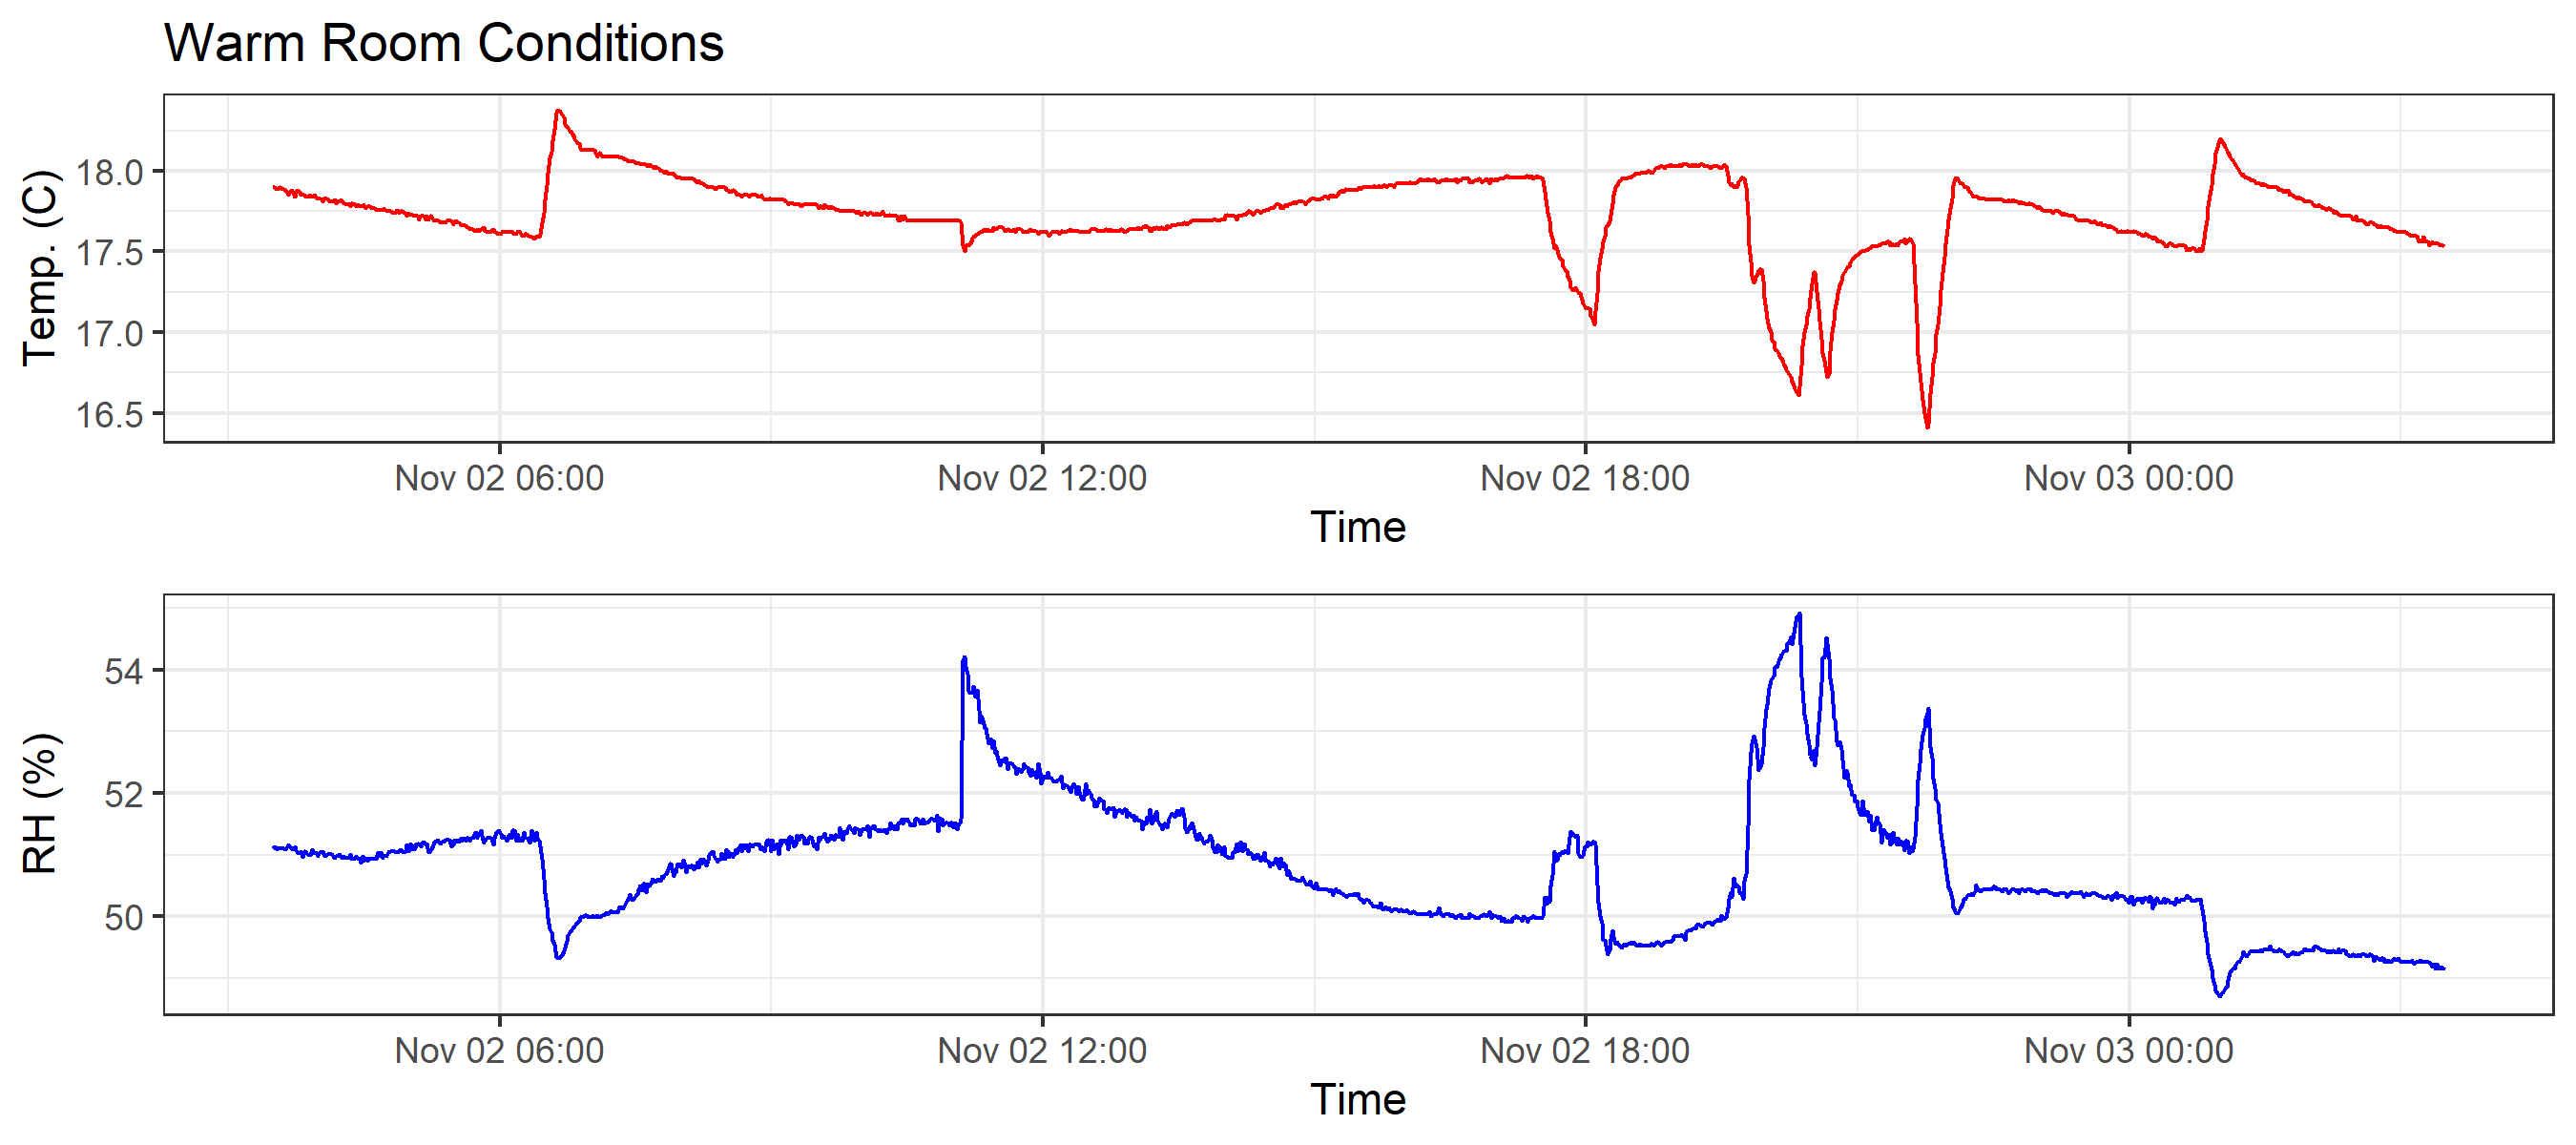 Warm Room Conditions
Temp. (C)
18.0
17.5
17.0
16.5
Nov 02 06:00 Nov 02 12:00 Nov 02 18:00 Nov 03 00:00
Time
RH (%)
54
52
50
Nov 02 06:00 Nov 02 12:00 Nov 02 18:00 Nov 03 00:00
Time